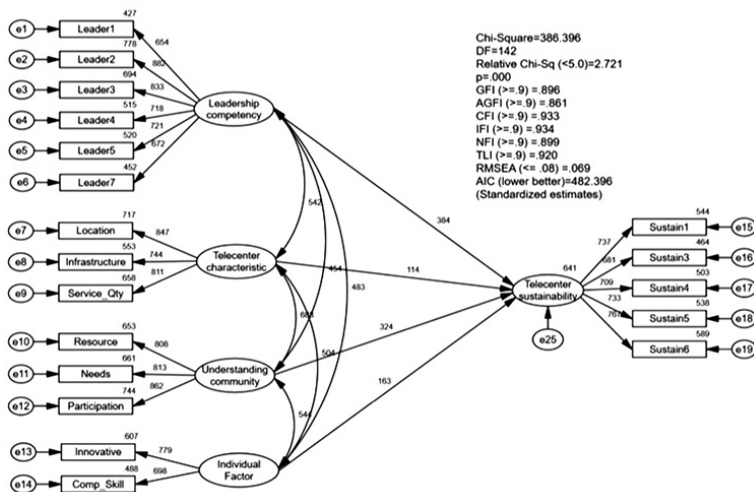 Chi-Square=386.396
DF=142
Relative Chi-Sq (<5.0)=2.721
p=.000
GFI (>=.9) =.896
AGFI (>=.9) =.861
CFI (>=.9) =.933
IFI (>=.9) =.934
NFI (>=.9) =.899
TLI (>=.9) =.920
RMSEA (<= .08) =.069
AIC (lower better)=482.396
(Standardized estimates)
427
e1
Leader1
654
778
e2
Leader2
882
694
e3
Leader3
833
515
e4
Leader4
718
520
e5
Leader5
721
452
e6
Leader7
672
Leadership
competency
542
384
717
e7
Location
847
553
e8
Infrastructure
744
658
e9
Service_Qty
811
Telecenter
characteristic
454
483
114
653
e10
Resource
808
661
e11
Needs
813
744
e12
Participation
862
Understanding
community
504
324
163
544
607
e13
Innovative
779
488
e14
Comp_Skill
698
Individual
Factor
641
Telecenter
sustainability
e25
544
737
Sustain1
e15
464
681
Sustain3
e16
503
709
Sustain4
e17
538
733
Sustain5
e18
589
Sustain6
e19